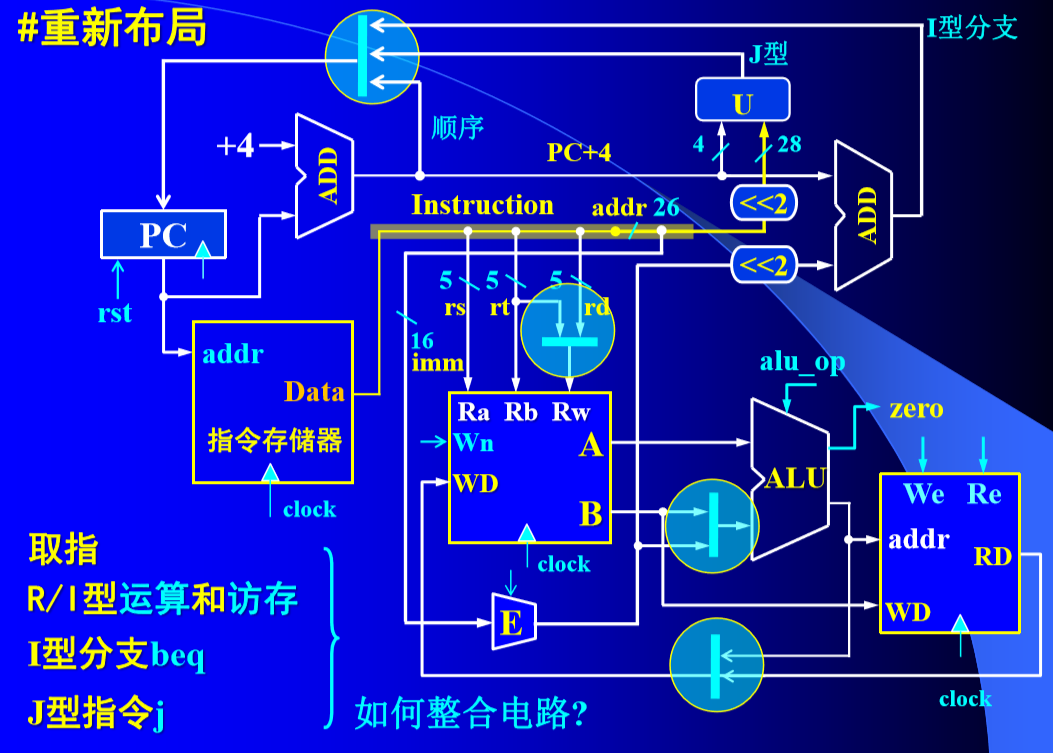 #重新布局
I型分支
J型
U
+4
ADD
顺序
4
28
PC+4
<<2
ADD
PC
Instruction
addr 26
<<2
rst
5
5
5
rs
rt
rd
16
imm
addr
Data
指令存储器
clock
Ra Rb Rw
Wn
A
WD
B
clock
alu_op
zero
ALU
We Re
addr
RD
WD
clock
E
取指
R/I型运算和访存
I型分支beq
J型指令j
如何整合电路?